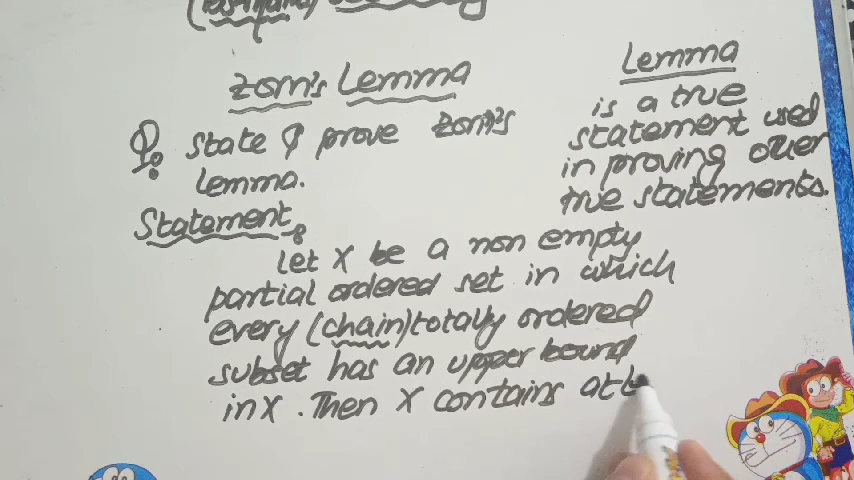 Zorn's Lemma
Q. State & prove Zorn's
Lemma.
Statement:
Let X be a non empty
partial ordered set in which
every (chain) totally ordered
subset has an upper bound
in X. Then X contains at
Lemma
is a true
statement used
in proving other
true statements.